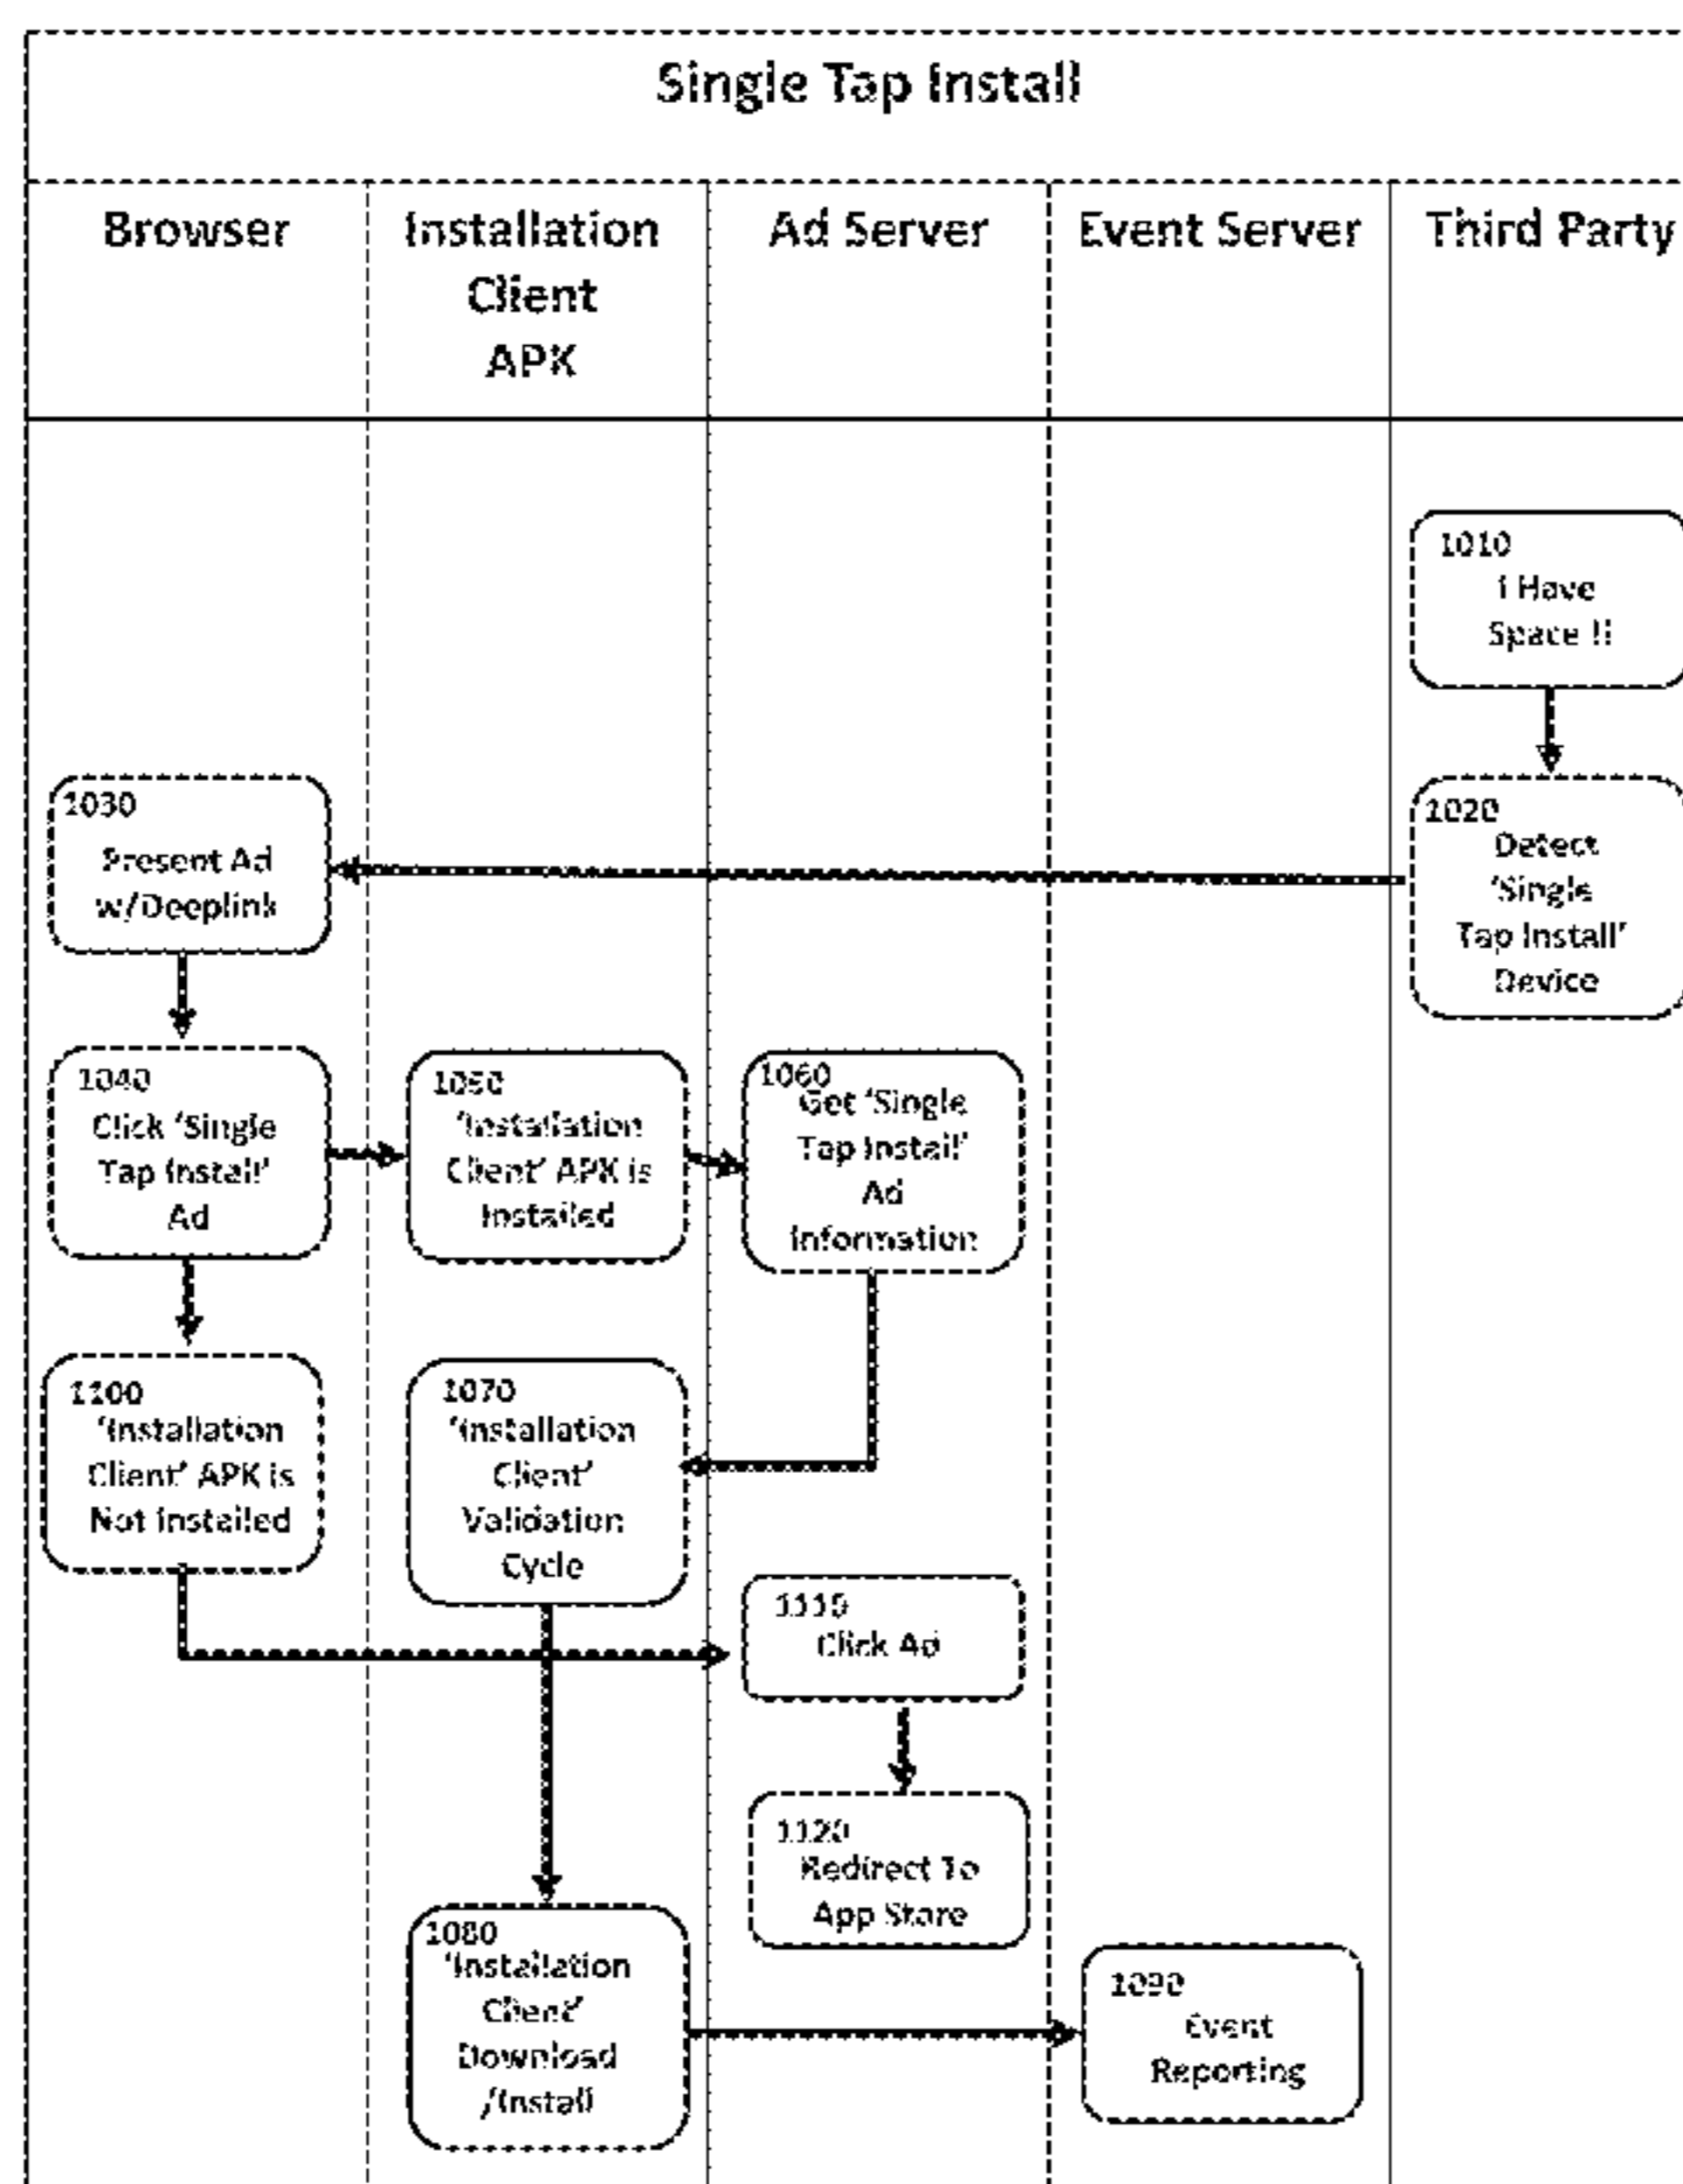 Single Tap Install
Browser
Installation
Client
APK
Ad Server
Event Server
Third Party
1010
I Have
Space !!
1030
Present Ad
w/Deeplink
1020
Detect
'Single
Tap Install'
Device
1040
Click 'Single
Tap Install'
Ad
1050
'Installation
Client' APK is
Installed
1060
Get 'Single
Tap Install'
Ad
Information
1100
'Installation
Client' APK is
Not Installed
1070
'Installation
Client'
Validation
Cycle
1110
Click Ad
1120
Redirect To
App Store
1080
'Installation
Client'
Download
/Install
1090
Event
Reporting